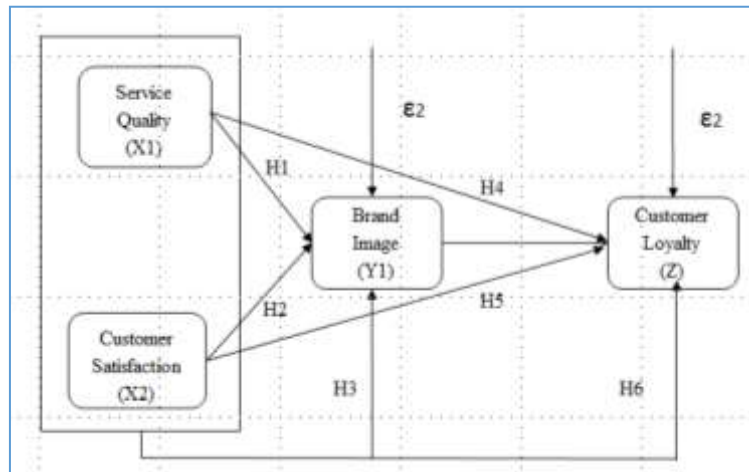 Service
Quality
(X1)
ε2
ε2
H1
H4
Brand
Image
(Y1)
Customer
Loyalty
(Z)
H2
H5
Customer
Satisfaction
(X2)
H3
H6